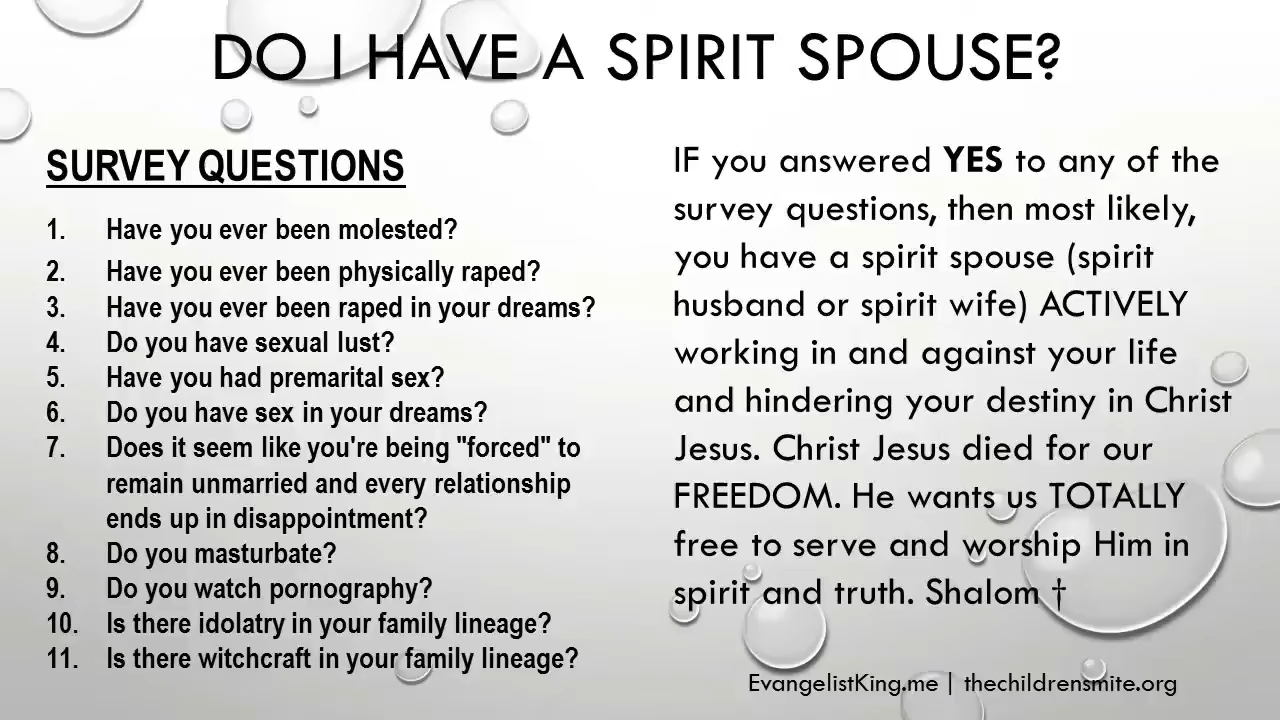 DO I HAVE A SPIRIT SPOUSE?
SURVEY QUESTIONS
1. Have you ever been molested?
2. Have you ever been physically raped?
3. Have you ever been raped in your dreams?
4. Do you have sexual lust?
5. Have you had premarital sex?
6. Do you have sex in your dreams?
7. Does it seem like you're being "forced" to
remain unmarried and every relationship
ends up in disappointment?
8. Do you masturbate?
9. Do you watch pornography?
10. Is there idolatry in your family lineage?
11. Is there witchcraft in your family lineage?
IF you answered YES to any of the
survey questions, then most likely,
you have a spirit spouse (spirit
husband or spirit wife) ACTIVELY
working in and against your life
and hindering your destiny in Christ
Jesus. Christ Jesus died for our
FREEDOM. He wants us TOTALLY
free to serve and worship Him in
spirit and truth. Shalom †
EvangelistKing.me | thechildrensmite.org